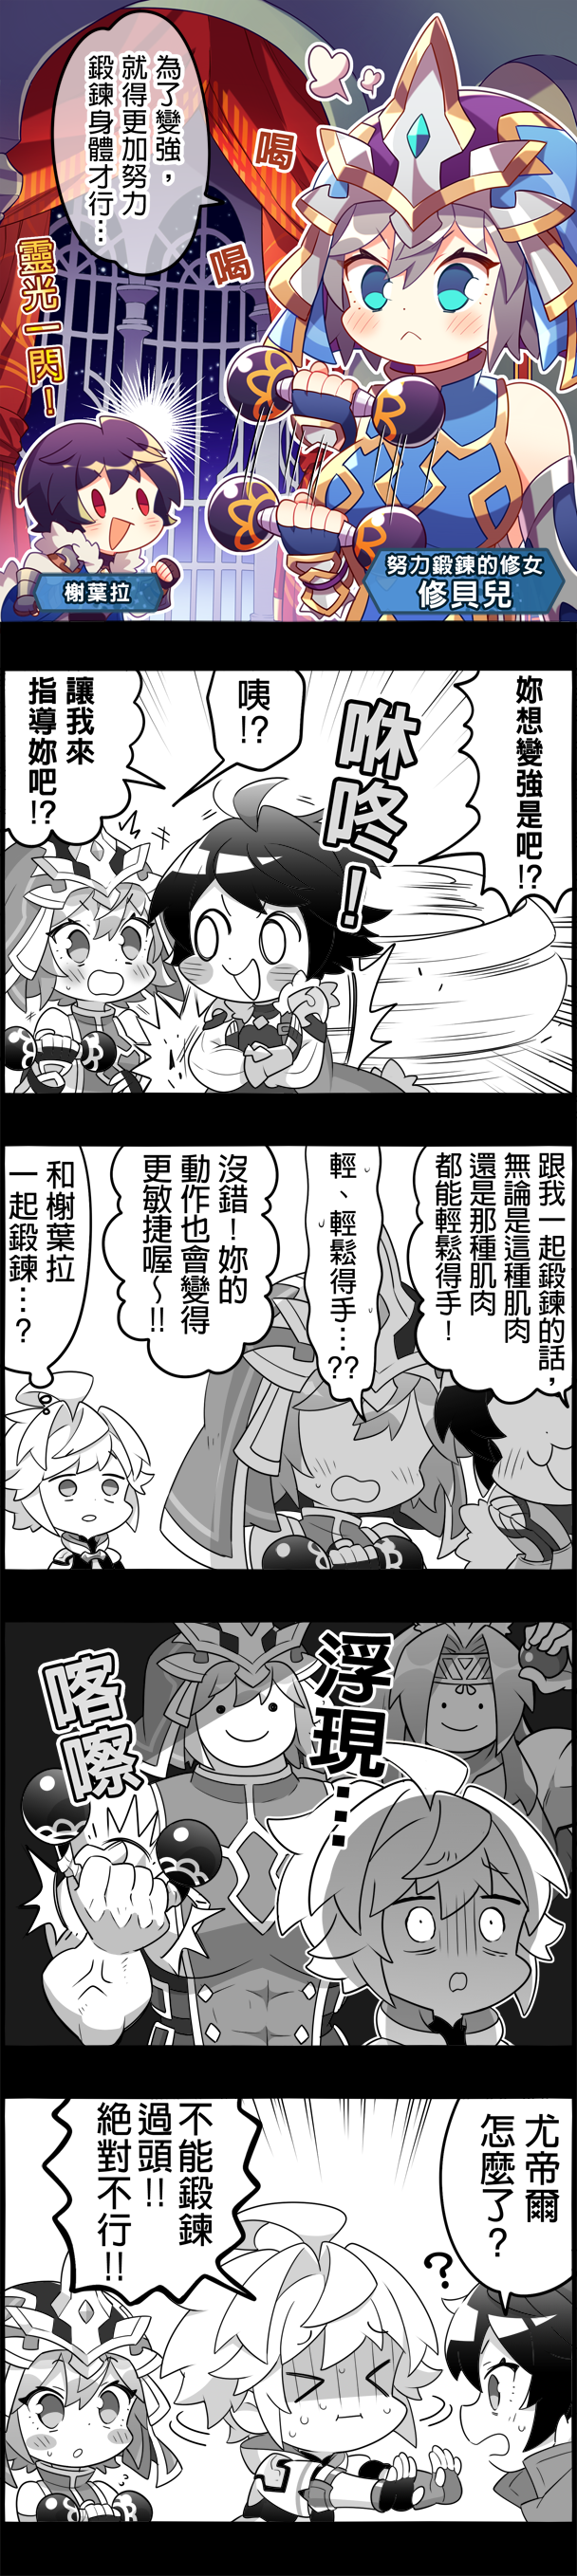 為了變強，
就得更加努力
鍛鍊身體才行…
喝
喝
靈光一閃！
榭葉拉
努力鍛鍊的修女
修貝兒
妳想變強是吧!?
咻咚！
咦!?
讓我來
指導妳吧!?
跟我一起鍛鍊的話，
無論是這種肌肉
還是那種肌肉
都能輕鬆得手！
輕、輕鬆得手…??
沒錯！妳的
動作也會變得
更敏捷喔～!!
和榭葉拉
一起鍛鍊…？
浮現…
喀嚓
尤帝爾
怎麼了？
?
不能鍛鍊
過頭!!
絕對不行!!